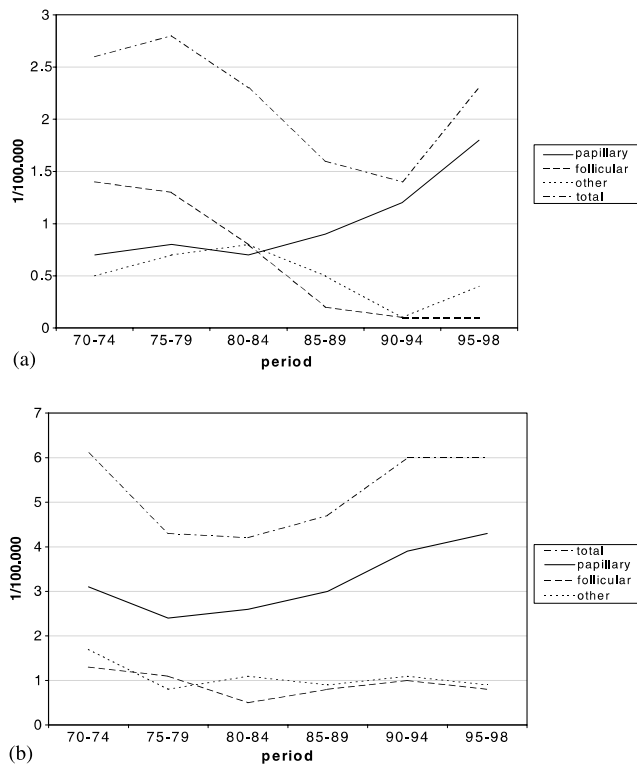 3
2.5
2
1.5
1
0.5
0
1/100.000
70-74 75-79 80-84 85-89 90-94 95-98
period
papillary
follicular
other
total
(a)
7
6
5
4
3
2
1
0
1/100.000
70-74 75-79 80-84 85-89 90-94 95-98
period
total
papillary
follicular
other
(b)